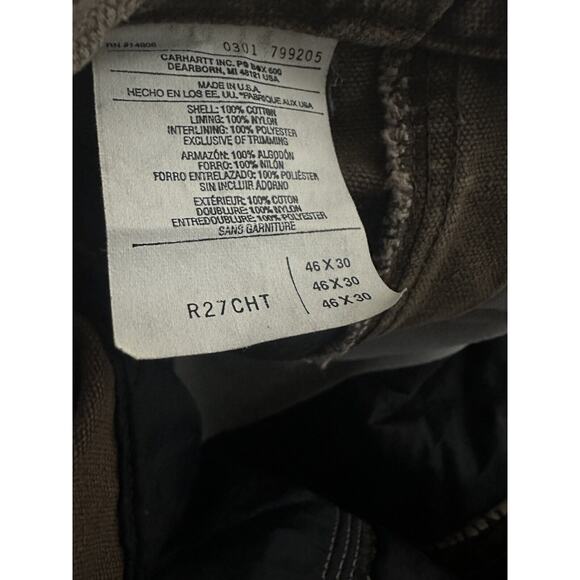 RN #14806
0301 799205
CARHARTT INC. PO BOX 600
DEARBORN, MI 48121 USA
MADE IN U.S.A.
HECHO EN LOS EE. UU. *FABRIQUE AUX USA
SHELL: 100% COTTON
LINING: 100% NYLON
INTERLINING: 100% POLYESTER
EXCLUSIVE OF TRIMMING
ARMAZÓN: 100% ALGODÓN
FORRO: 100% NILÓN
FORRO ENTRELAZADO: 100% POLIÉSTER
SIN INCLUIR ADORNO
EXTÉRIEUR: 100% COTON
DOUBLURE: 100% NYLON
ENTREDOUBLURE: 100% POLYESTER
SANS GARNITURE
R27CHT
46 X 30
46 X 30
46 X 30